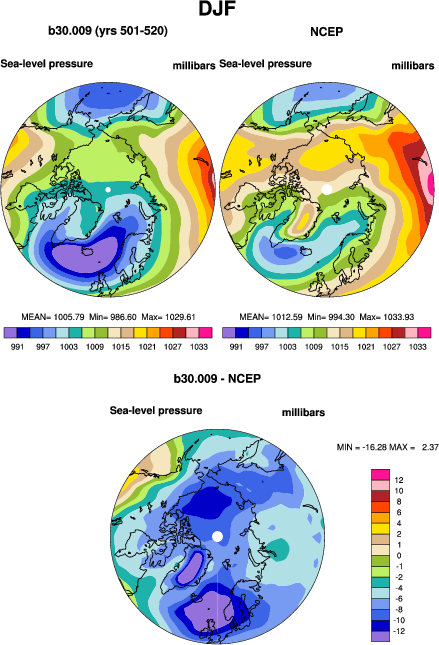 DJF
b30.009 (yrs 501-520)
NCEP
Sea-level pressure
millibars
Sea-level pressure
millibars
MEAN= 1005.79 Min= 986.60 Max= 1029.61
MEAN= 1012.59 Min= 994.30 Max= 1033.93
991 997 1003 1009 1015 1021 1027 1033
991 997 1003 1009 1015 1021 1027 1033
b30.009 - NCEP
Sea-level pressure
millibars
MIN = -16.28 MAX = 2.37
12
10
8
6
4
2
1
0
-1
-2
-4
-6
-8
-10
-12